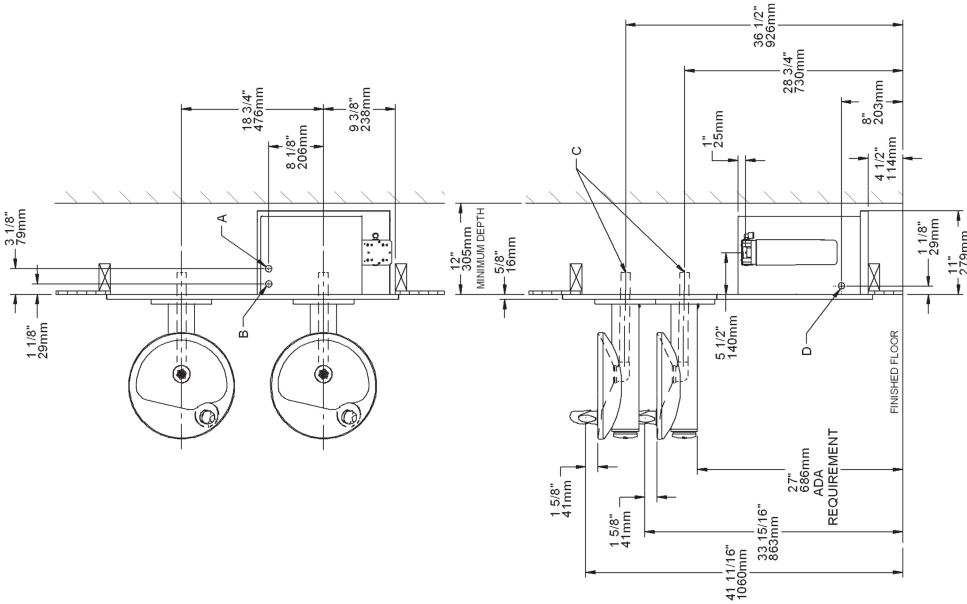 3 1/8"
79mm
1 1/8"
29mm
18 3/4"
476mm
8 1/8"
206mm
9 3/8"
238mm
A
B
12"
305mm
MINIMUM DEPTH
5/8"
16mm
36 1/2"
926mm
28 3/4"
730mm
8"
203mm
1"
25mm
4 1/2"
114mm
C
5 1/2"
140mm
D
1 1/8"
29mm
11"
279mm
FINISHED FLOOR
1 5/8"
41mm
1 5/8"
41mm
27"
686mm
ADA
REQUIREMENT
33 15/16"
863mm
41 11/16"
1060mm